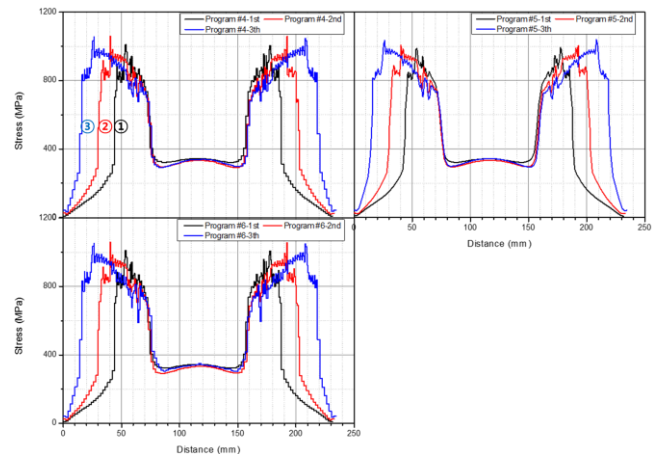 Program #4-1st Program #4-2nd
Program #4-3th
Program #5-1st Program #5-2nd
Program #5-3th
1200
800
400
1200
Stress (MPa)
3 2 1
0 50 100 150 200 250
Distance (mm)
Program #6-1st Program #6-2nd
Program #6-3th
800
400
0
Stress (MPa)
0 50 100 150 200 250
Distance (mm)